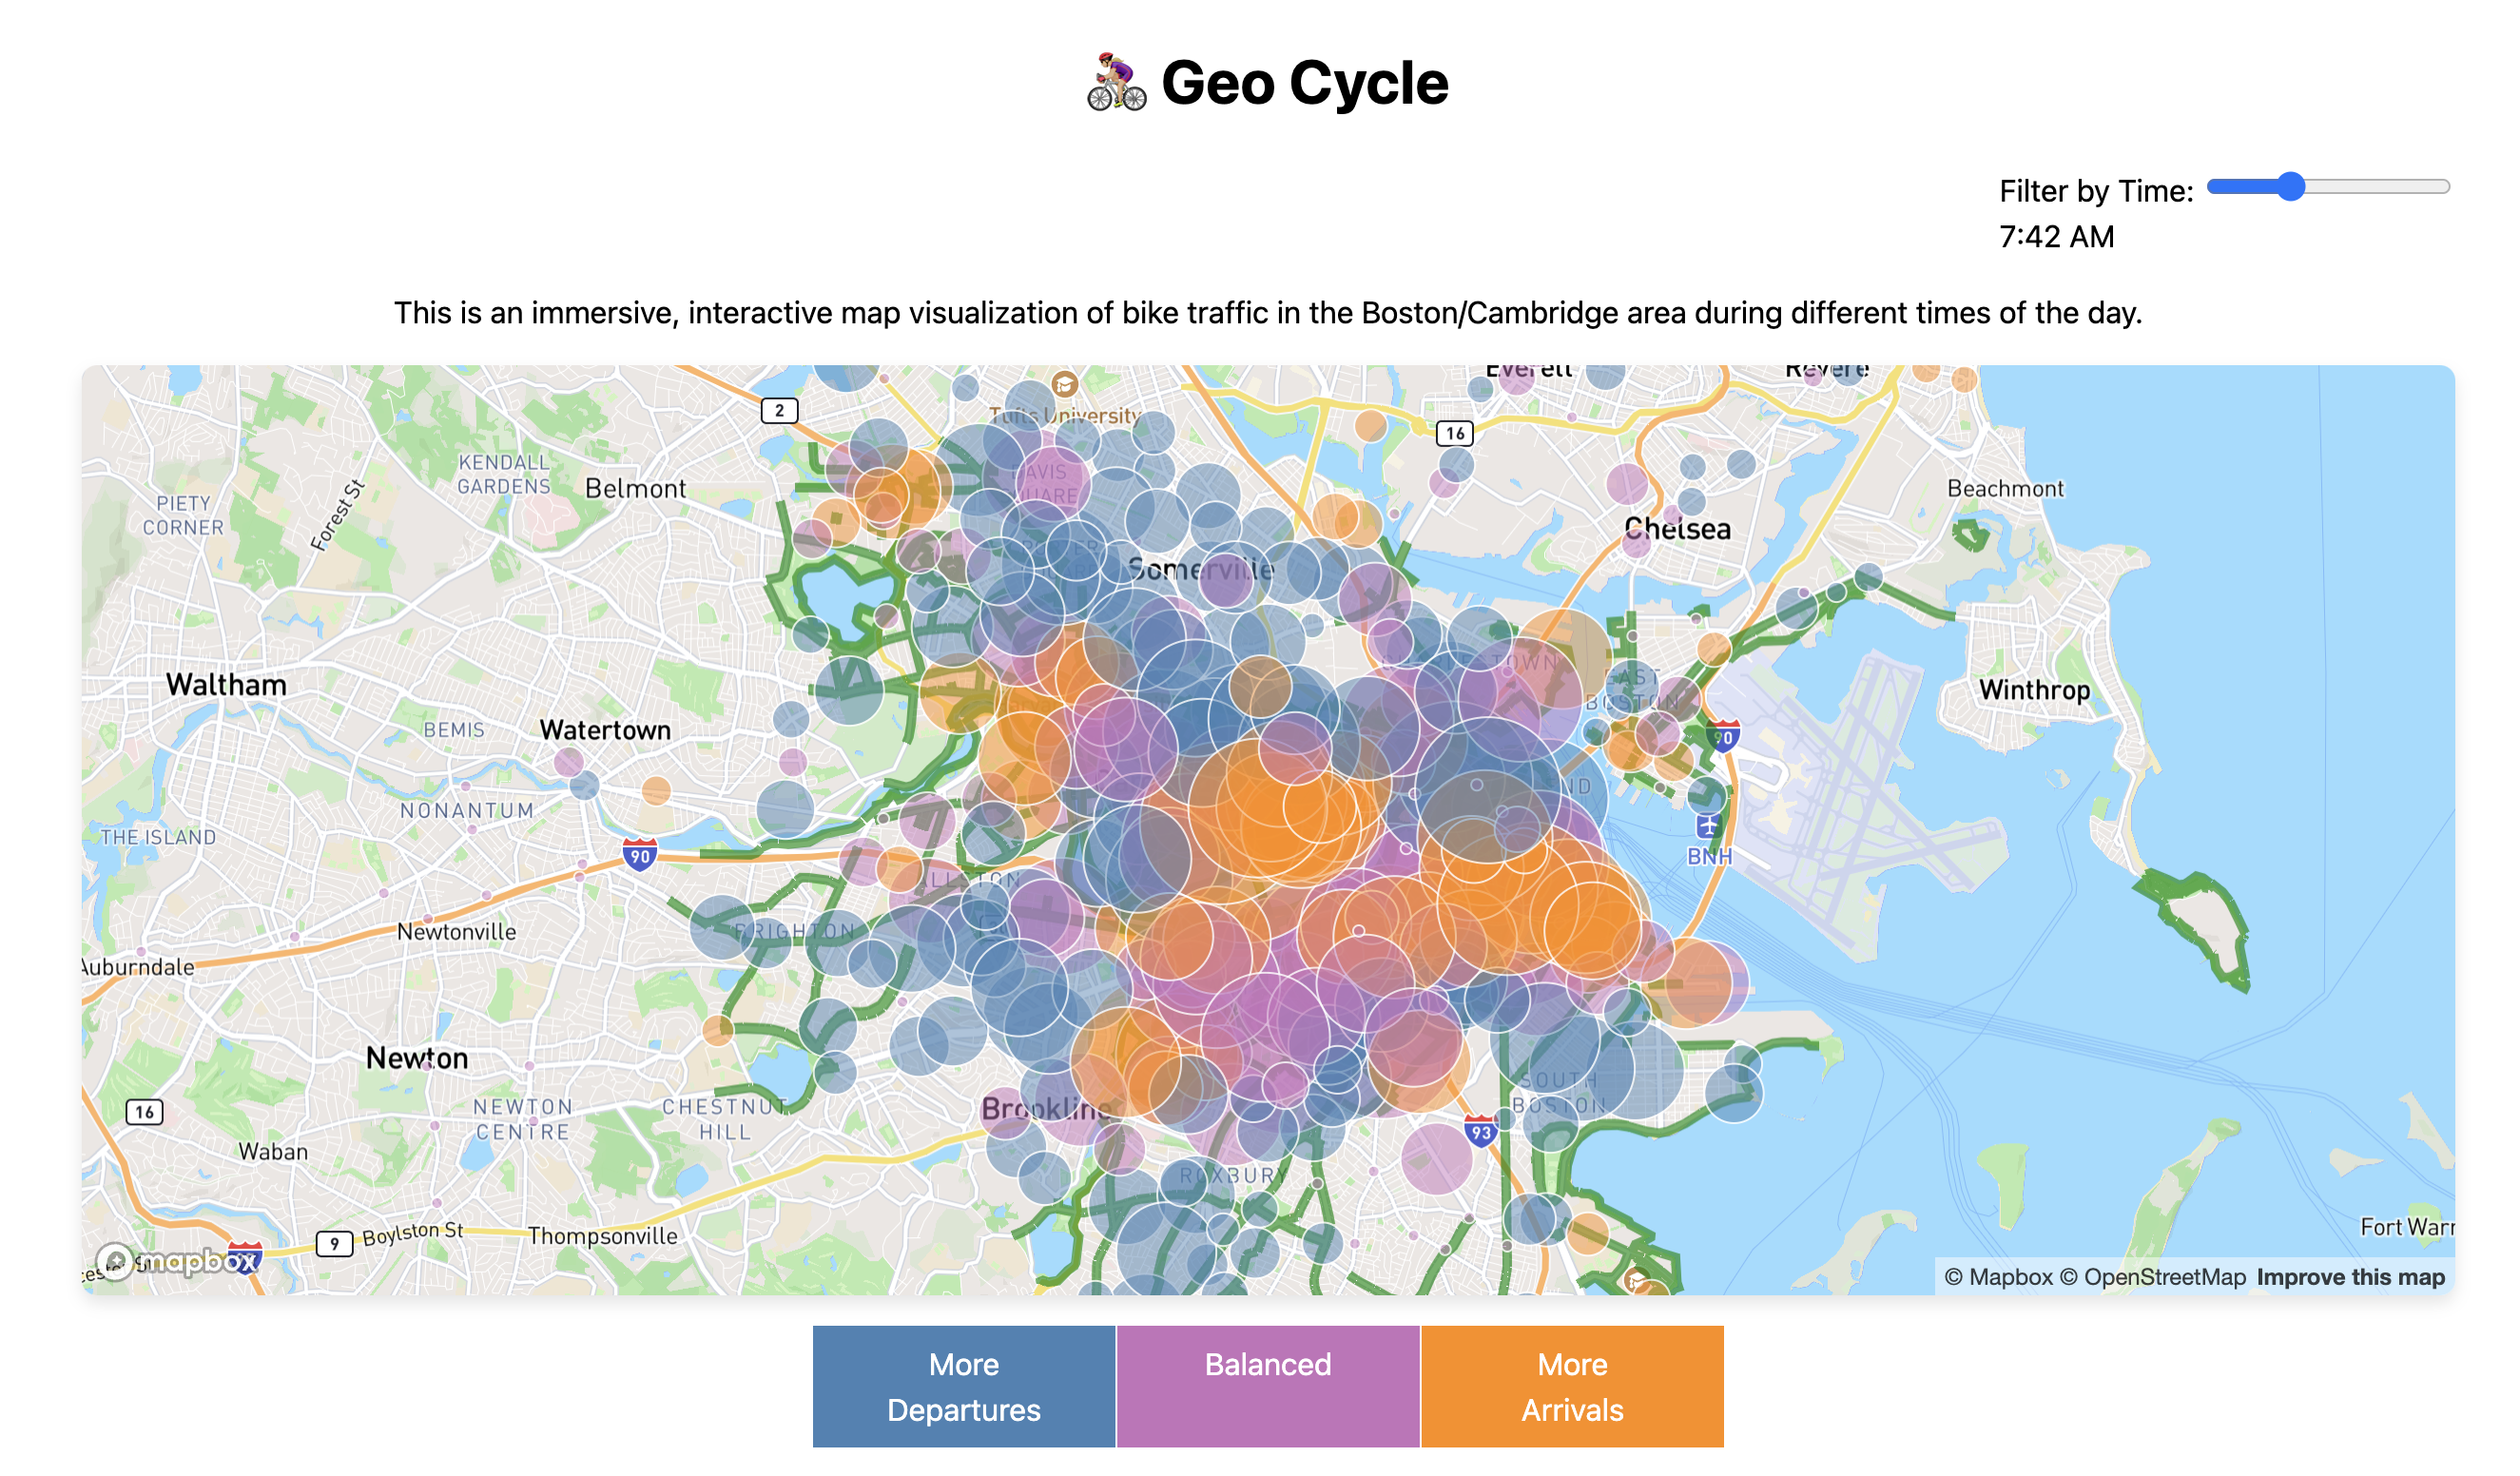 Geo Cycle
Filter by Time:
7:42 AM
This is an immersive, interactive map visualization of bike traffic in the Boston/Cambridge area during different times of the day.
Everett
Revere
2
Tufts University
16
KENDALL
GARDENS
Belmont
DAVIS
SQUARE
Beachmont
PIETY
CORNER
Forest St
Chelsea
Somerville
Waltham
EAST
BOSTON
Winthrop
BEMIS
Watertown
90
NONANTUM
THE ISLAND
90
BNH
ALLSTON
Newtonville
BRIGHTON
Auburndale
Newton
SOUTH
BOSTON
16
NEWTON
CENTRE
CHESTNUT
HILL
Brookline
93
Waban
ROXBURY
9
Boylston St
Thompsonville
Fort Warr
mapbox
© Mapbox © OpenStreetMap Improve this map
More
Departures
Balanced
More
Arrivals